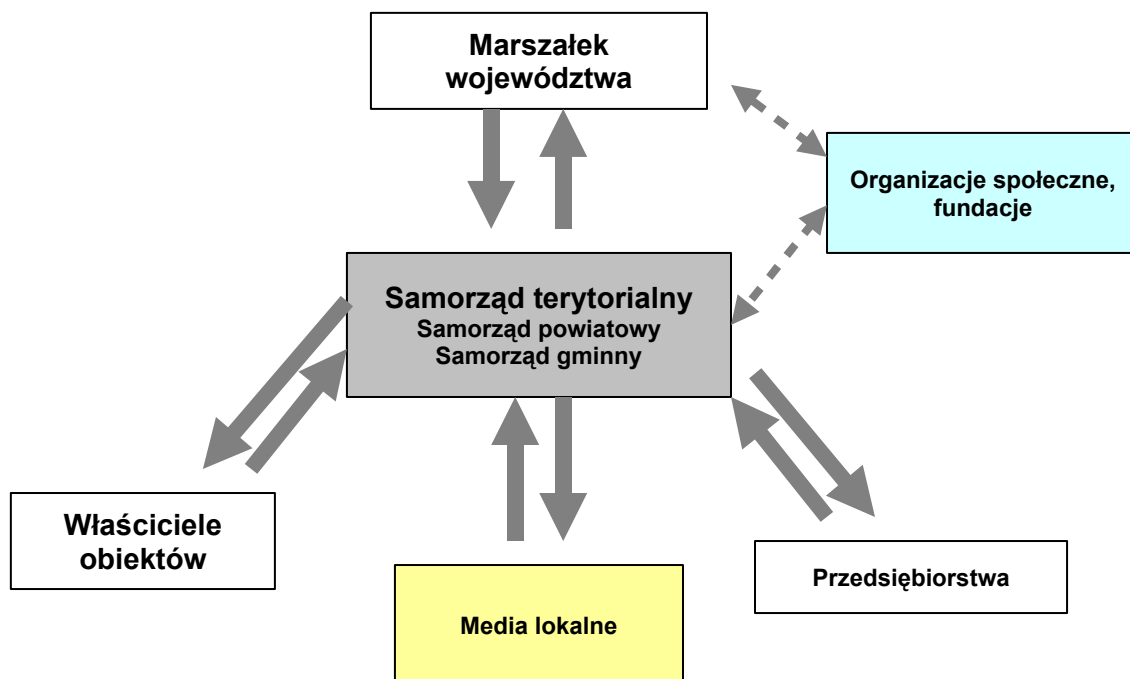 Marszałek
województwa
Organizacje społeczne,
fundacje
Samorząd terytorialny
Samorząd powiatowy
Samorząd gminny
Właściciele
obiektów
Media lokalne
Przedsiębiorstwa